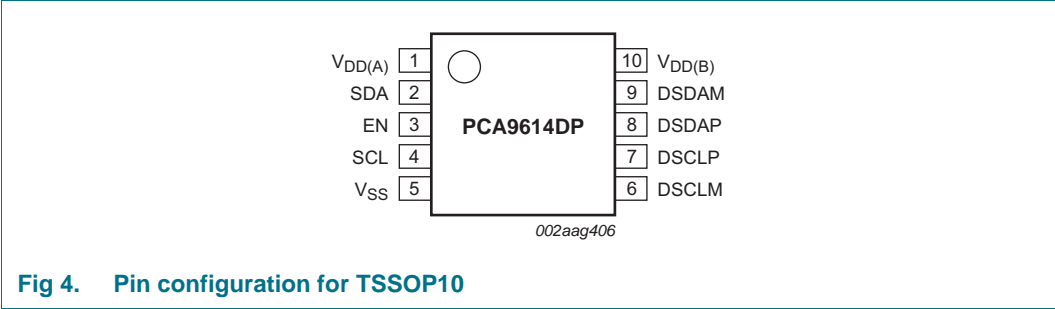 VDD(A) 1 10 VDD(B)
SDA 2 9 DSDAM
EN 3 PCA9614DP 8 DSDAP
SCL 4 7 DSCLP
VSS 5 6 DSCLM
002aag406
Fig 4. Pin configuration for TSSOP10